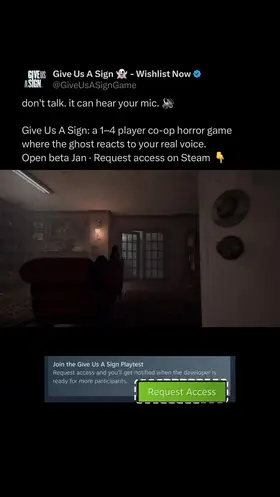 GIVE US
A SIGN.
Give Us A Sign 👻 - Wishlist Now
@GiveUsASignGame
don't talk. it can hear your mic. 🎤
Give Us A Sign: a 1–4 player co-op horror game
where the ghost reacts to your real voice.
Open beta Jan · Request access on Steam 👇
Join the Give Us A Sign Playtest
Request access and you'll get notified when the developer is
ready for more participants.
Request Access